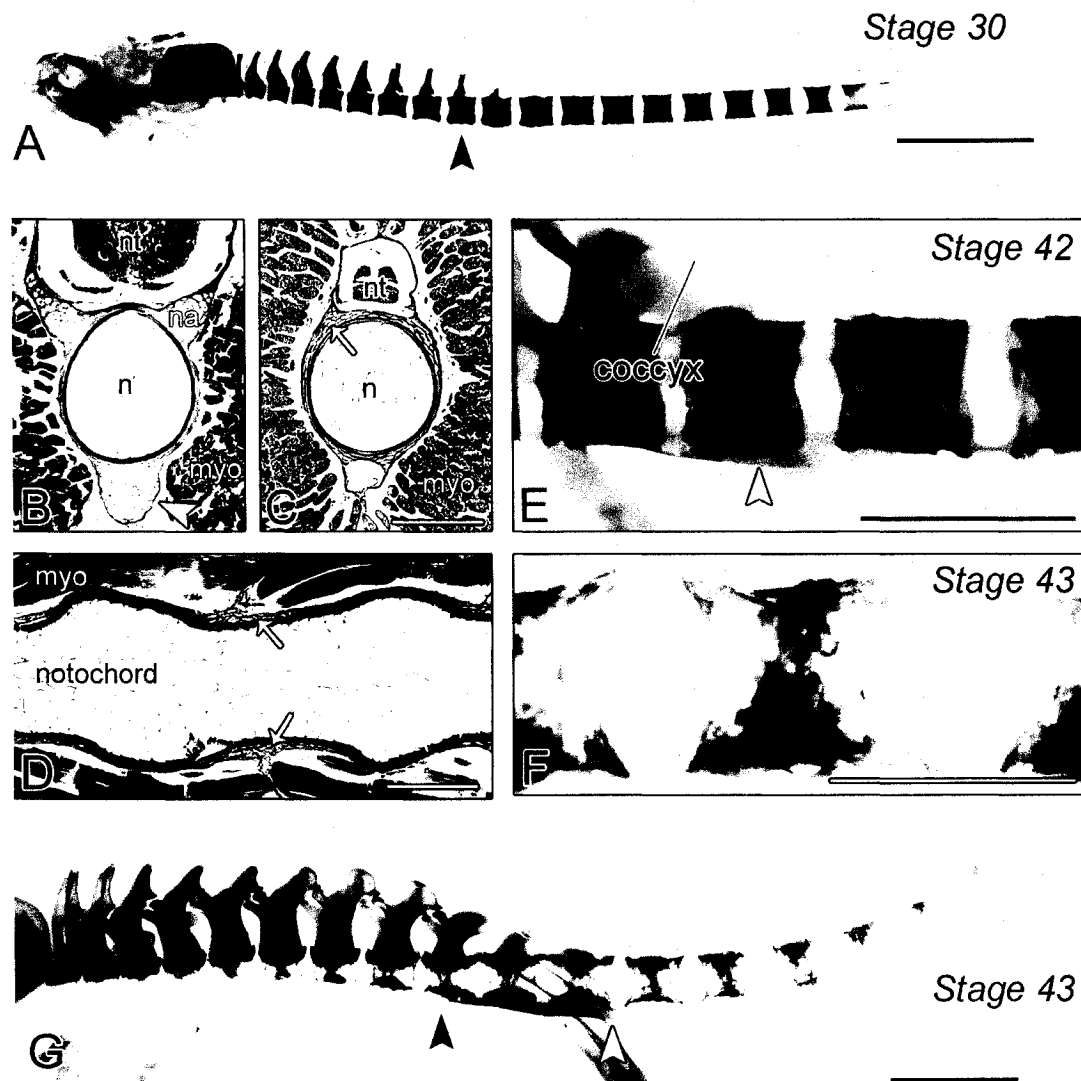 Stage 30
A
nt
na
n
myo
B
nt
n
myo
C
Stage 42
coccyx
E
myo
notochord
D
Stage 43
F
Stage 43
G